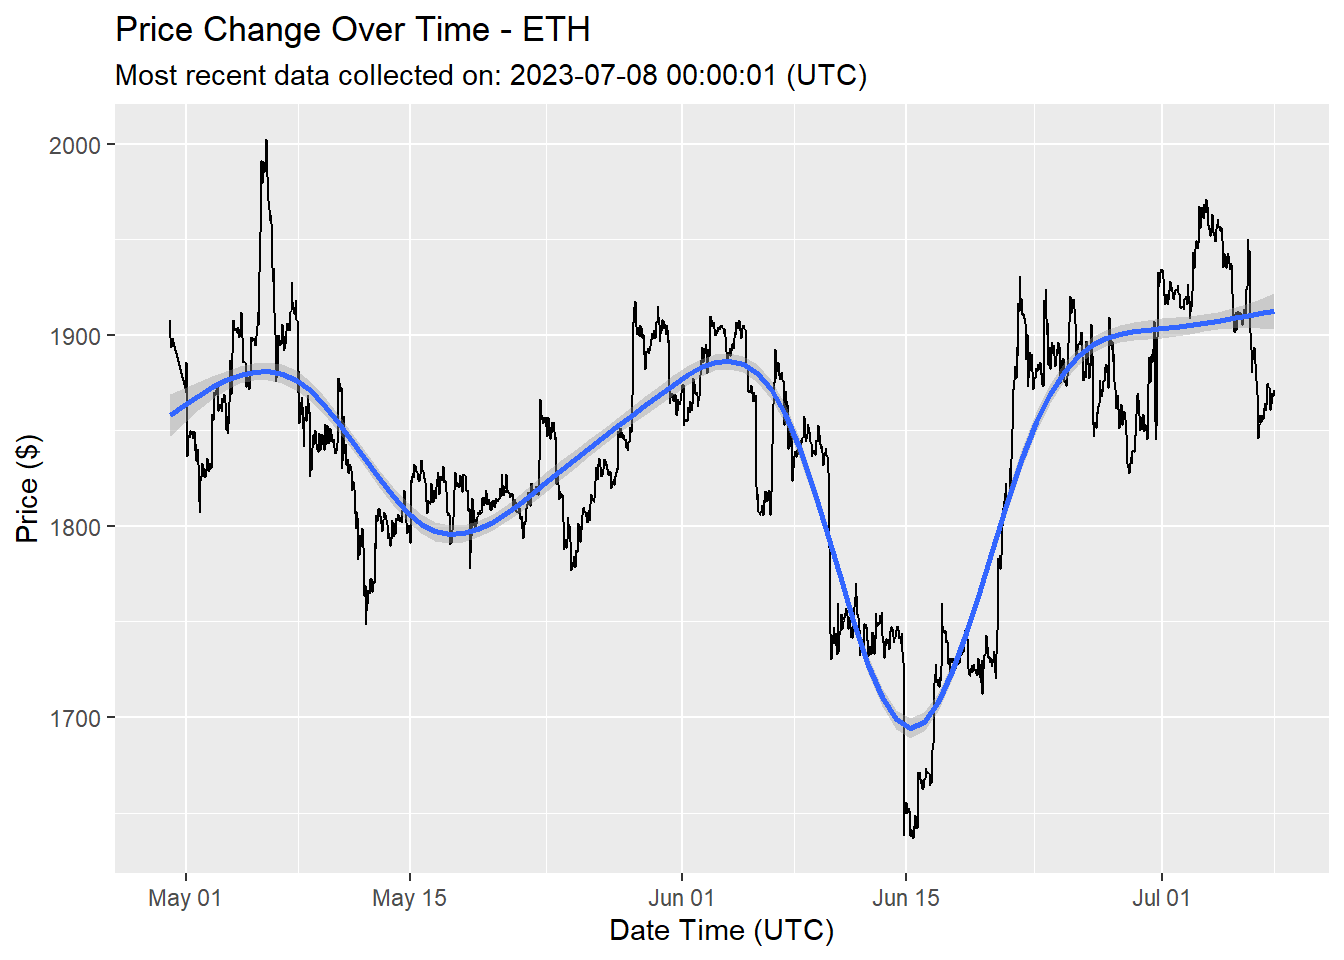 Price Change Over Time - ETH
Most recent data collected on: 2023-07-08 00:00:01 (UTC)
Price ($)
2000
1900
1800
1700
May 01
May 15
Jun 01
Jun 15
Jul 01
Date Time (UTC)